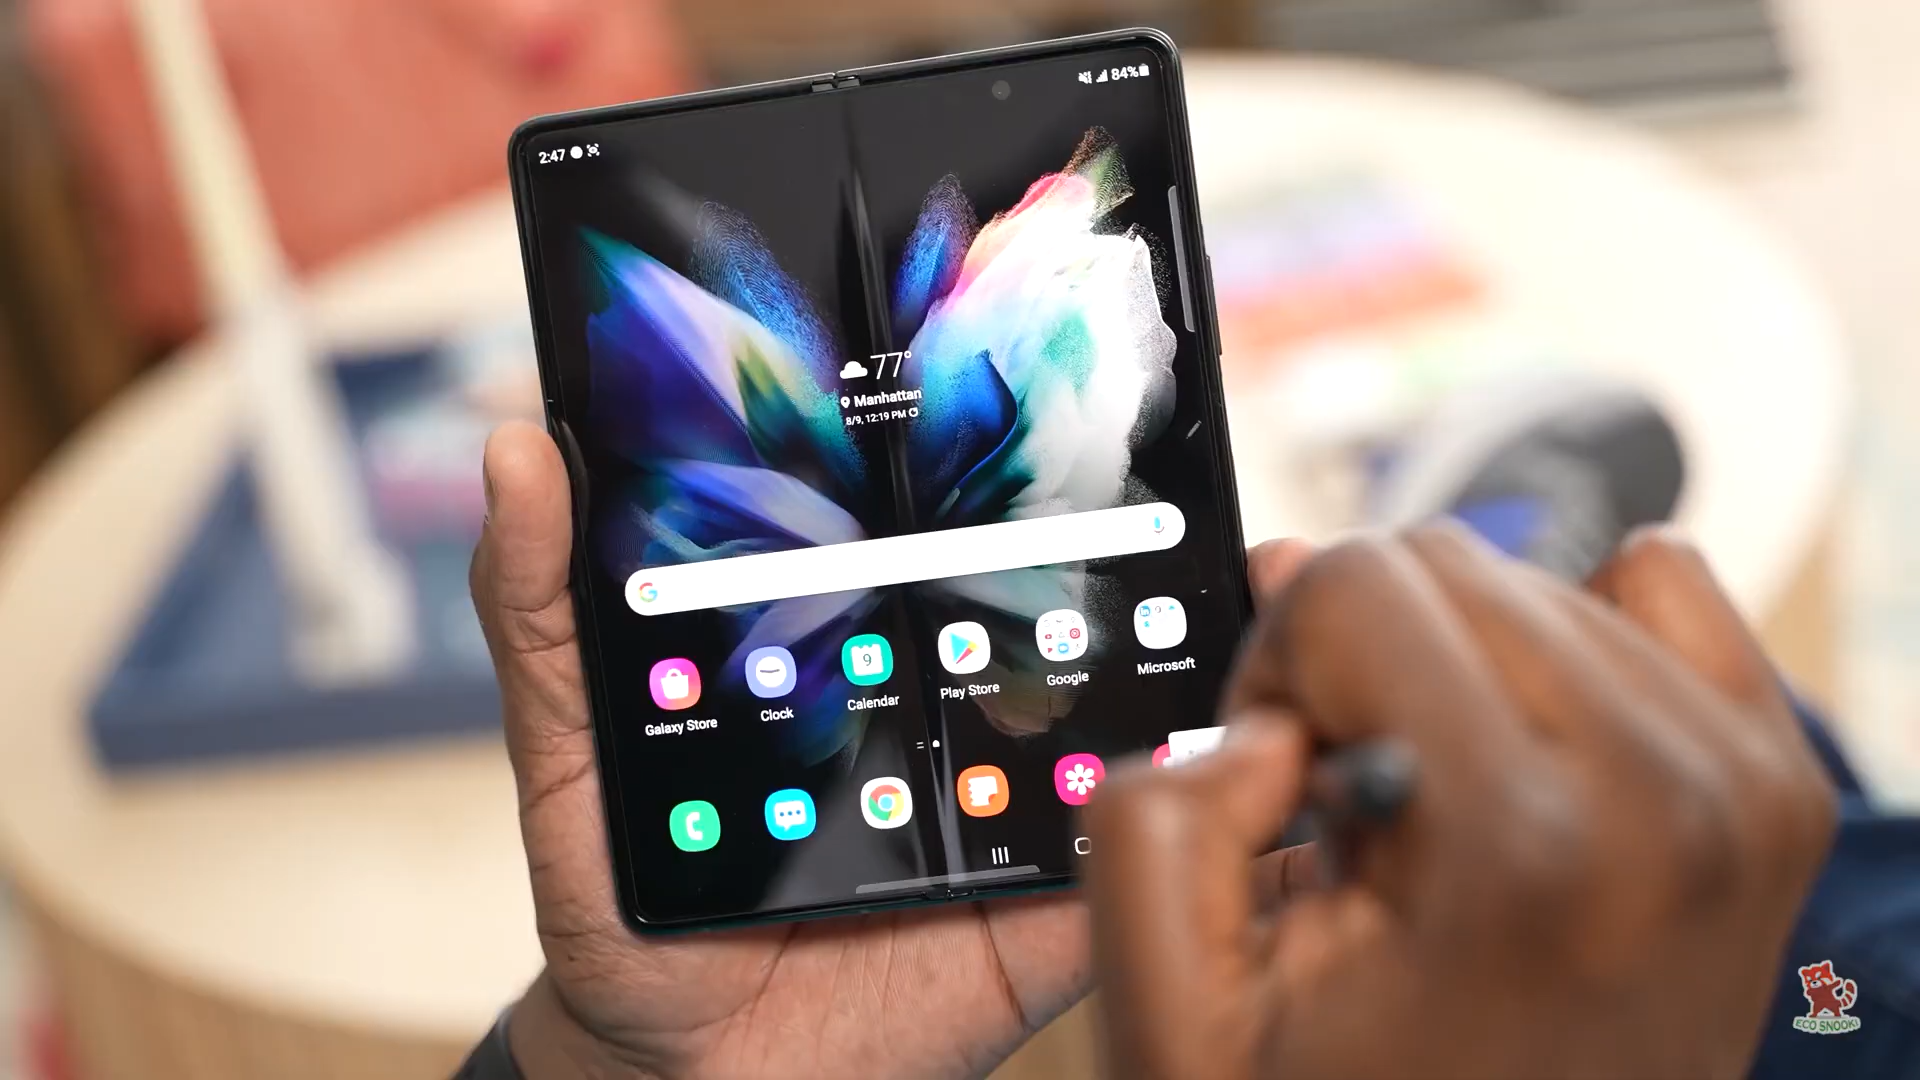 2:47
84%
77°
Manhattan
8/9, 12:19 PM
Galaxy Store
Clock
9
Calendar
Play Store
Google
Microsoft
ECO SNOOKI